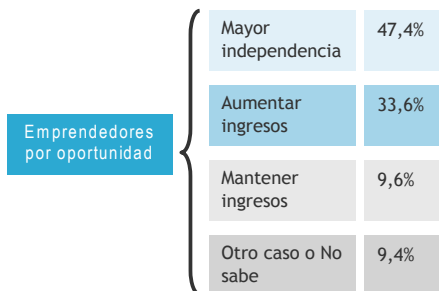 Mayor
independencia
47,4%
Aumentar
ingresos
33,6%
Emprendedores
por oportunidad
Mantener
ingresos
9,6%
Otro caso o No
sabe
9,4%